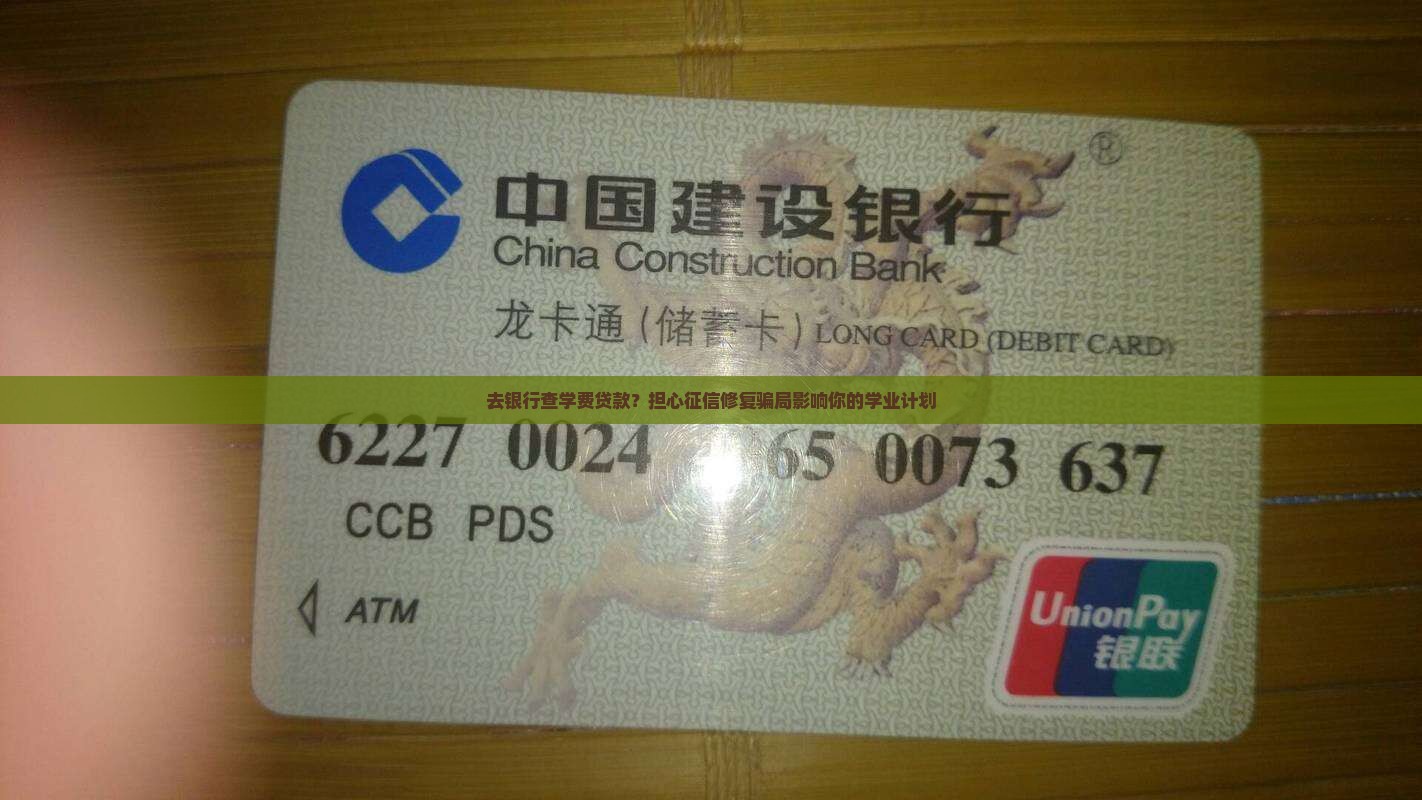 ®
中国建设银行
China Construction Bank
龙卡通(储蓄卡) LONG CARD (DEBIT CARD)
去银行查学费贷款？担心征信修复骗局影响你的学业计划
6227 0024 65 0073 637
CCB PDS
ATM
UnionPay
银联